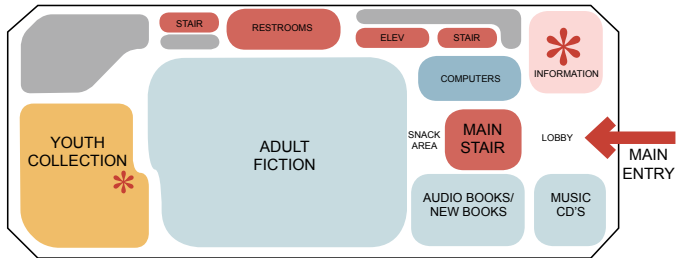 STAIR
RESTROOMS
ELEV
STAIR
INFORMATION
COMPUTERS
YOUTH
COLLECTION
ADULT
FICTION
SNACK
AREA
MAIN
STAIR
LOBBY
MAIN
ENTRY
AUDIO BOOKS/
NEW BOOKS
MUSIC
CD'S